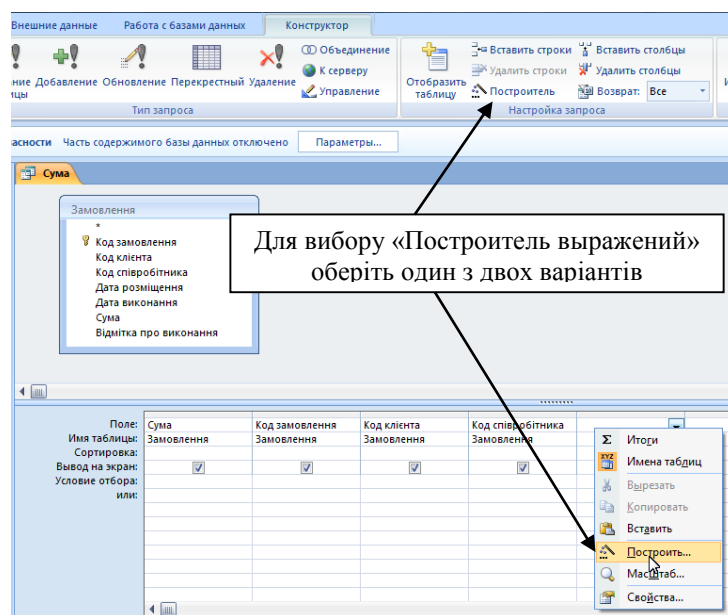 Внешние данные Работа с базами данных Конструктор
Добавление Обновление Перекрестный Удаление
Объединение
К серверу
Управление
Тип запроса
Отобразить таблицу
Вставить строки
Удалить строки
Построитель
Вставить столбцы
Удалить столбцы
Возврат: Все
Настройка запроса
Часть содержимого базы данных отключено Параметры...
Сума
Замовлення
*
Код замовлення
Код клієнта
Код співробітника
Дата розміщення
Дата виконання
Сума
Відмітка про виконання
Для вибору «Построитель выражений»
оберіть один з двох варіантів
Поле: Сума Код замовлення Код клієнта Код співробітника
Имя таблицы: Замовлення Замовлення Замовлення Замовлення
Сортировка:
Вывод на экран:
Условие отбора:
или:
Σ Итоги
XYZ Имена таблиц
Вырезать
Копировать
Вставить
Построить...
Масштаб...
Свойства...